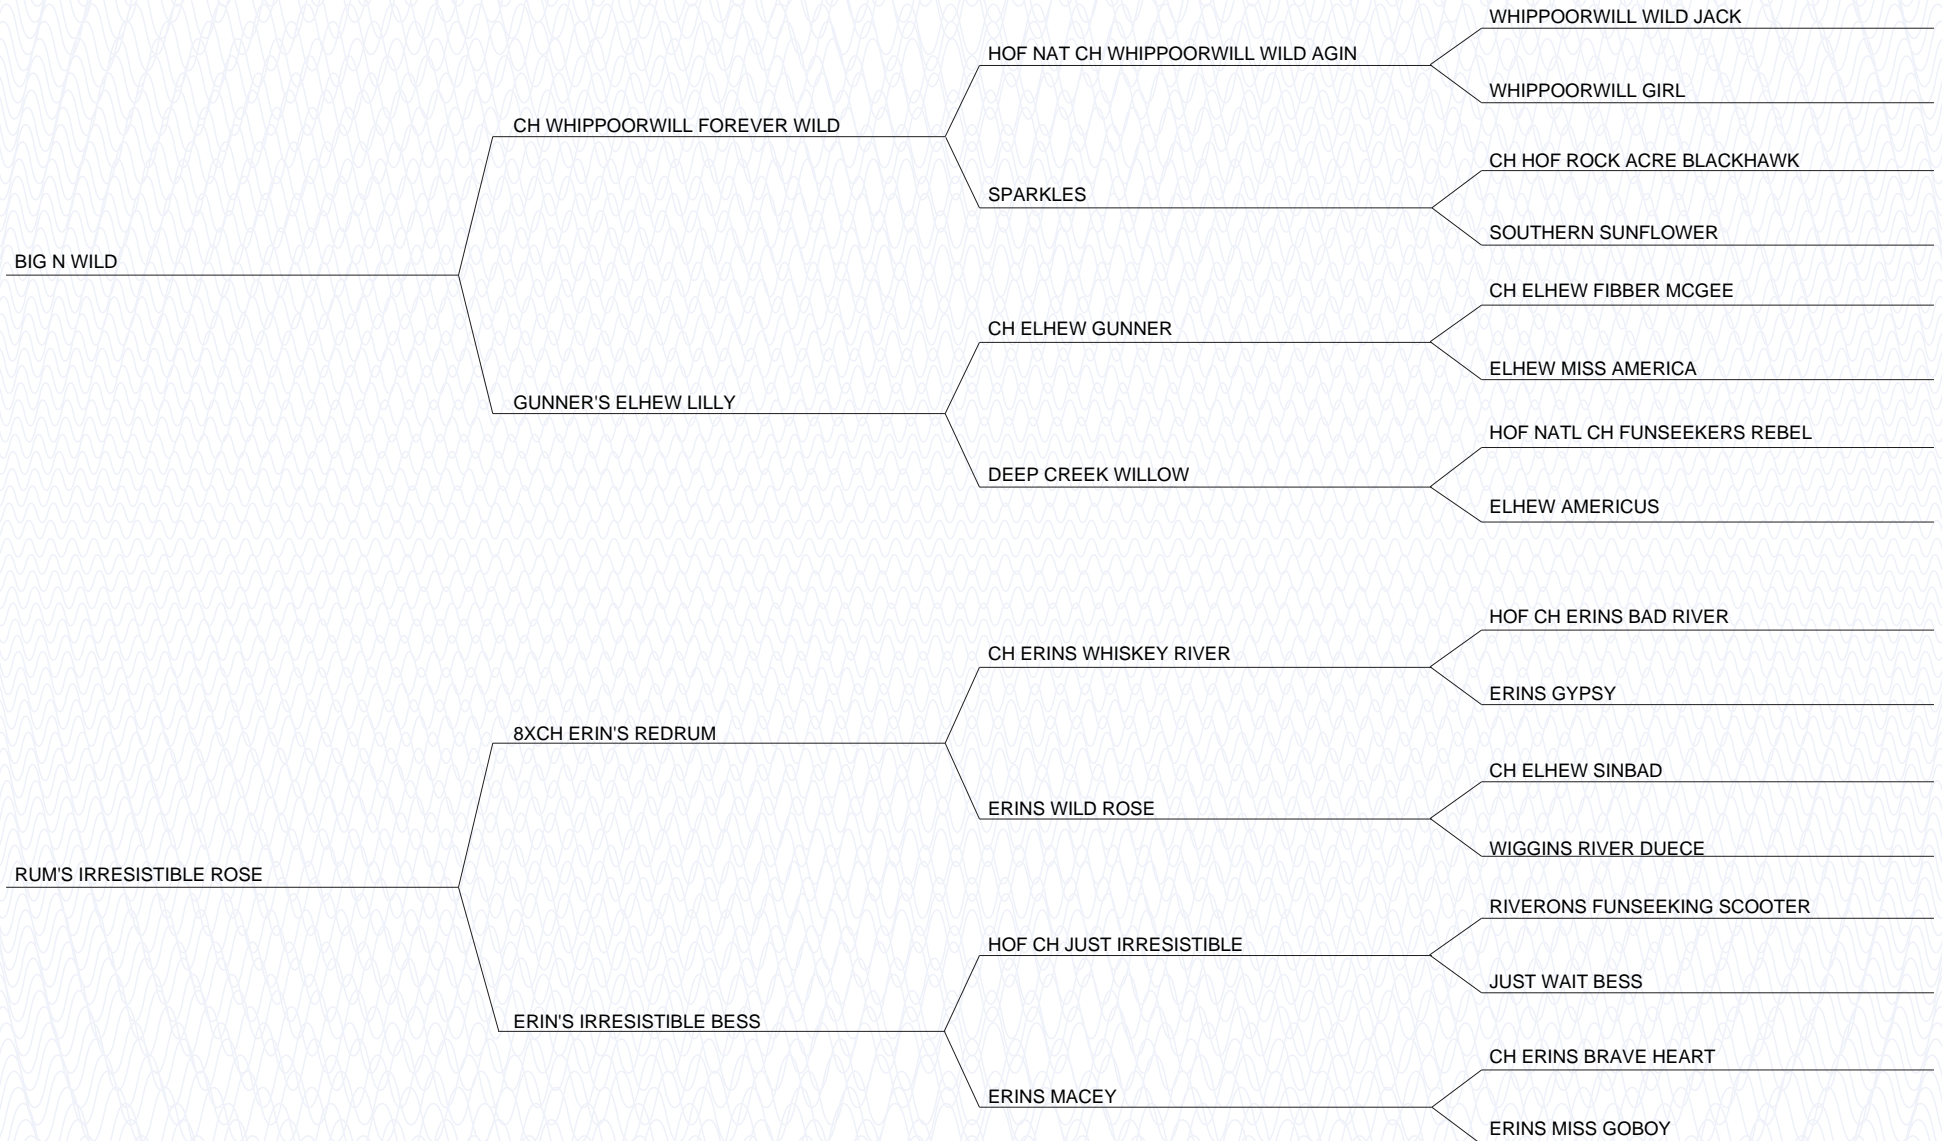 WHIPPOORWILL WILD JACK
HOF NAT CH WHIPPOORWILL WILD AGIN
WHIPPOORWILL GIRL
CH WHIPPOORWILL FOREVER WILD
CH HOF ROCK ACRE BLACKHAWK
SPARKLES
SOUTHERN SUNFLOWER
BIG N WILD
CH ELHEW FIBBER MCGEE
CH ELHEW GUNNER
ELHEW MISS AMERICA
GUNNER'S ELHEW LILLY
HOF NATL CH FUNSEEKERS REBEL
DEEP CREEK WILLOW
ELHEW AMERICUS
HOF CH ERINS BAD RIVER
CH ERINS WHISKEY RIVER
ERINS GYPSY
8XCH ERIN'S REDRUM
CH ELHEW SINBAD
ERINS WILD ROSE
WIGGINS RIVER DUECE
RUM'S IRRESISTIBLE ROSE
RIVERONS FUNSEEKING SCOOTER
HOF CH JUST IRRESISTIBLE
JUST WAIT BESS
ERIN'S IRRESISTIBLE BESS
CH ERINS BRAVE HEART
ERINS MACEY
ERINS MISS GOBOY